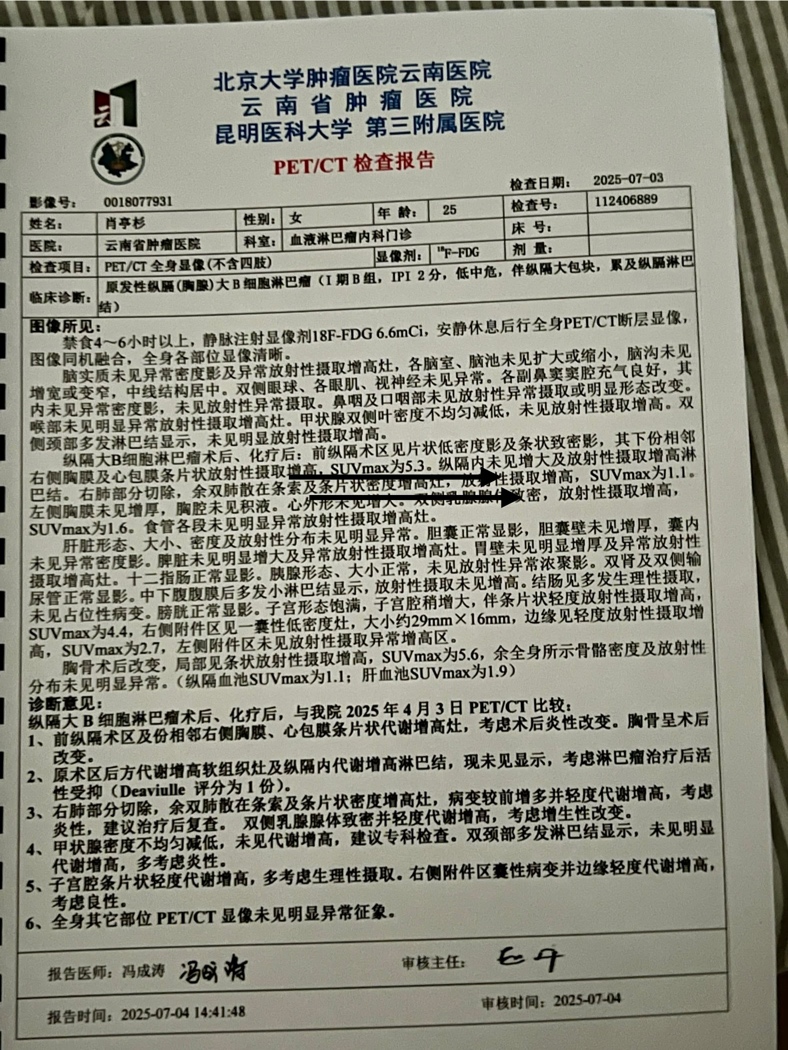 北京大学肿瘤医院云南医院
云南省肿瘤医院
昆明医科大学 第三附属医院
PET/CT 检查报告
检查日期： 2025-07-03
影像号： 0018077931
姓名： 肖亭杉 性别： 女 年 龄： 25 检查号： 112406889
医院： 云南省肿瘤医院 科室： 血液淋巴瘤内科门诊 床 号：
检查项目： PET/CT 全身显像(不含四肢) 显像剂： ¹⁸F-FDG 剂 量：
临床诊断： 原发性纵隔(胸腺)大 B 细胞淋巴瘤（I 期 B 组，IPI 2 分，低中危，伴纵隔大包块，累及纵隔淋巴
结）
图像所见：
禁食4～6小时以上，静脉注射显像剂18F-FDG 6.6mCi，安静休息后行全身PET/CT断层显像，
图像同机融合，全身各部位显像清晰。
脑实质未见异常密度影及异常放射性摄取增高灶，各脑室、脑池未见扩大或缩小，脑沟未见
增宽或变窄，中线结构居中。双侧眼球、各眼肌、视神经未见异常。各副鼻窦窦腔充气良好，其
内未见异常密度影，未见放射性异常摄取。鼻咽及口咽部未见异常放射性摄取或明显形态改变。
喉部未见明显异常放射性摄取增高灶。甲状腺双侧叶密度不均匀减低，未见放射性异常摄取。双
侧颈部多发淋巴结显示，未见明显放射性摄取增高。
纵隔大B细胞淋巴瘤术后、化疗后：前纵隔术区见片状低密度影及条状致密影，其下份相邻
右侧胸膜及心包膜条片状放射性摄取增高，SUVmax为5.3。纵隔内未见增大及放射性摄取增高淋
巴结。右肺部分切除，余双肺散在条索及条片状密度增高灶，放射性摄取增高，SUVmax为1.1。
左侧胸膜未见增厚，胸腔未见积液。心外形未见增大。双侧乳腺腺体致密，放射性摄取增高，
SUVmax为1.6。食管各段未见明显异常放射性摄取增高灶。
肝脏形态、大小、密度及放射性分布未见明显异常。胆囊正常显影，胆囊壁未见增厚，囊内
未见异常密度影。脾脏未见明显增大及异常放射性摄取增高灶。胃壁未见明显增厚及异常放射性
摄取增高灶。十二指肠正常显影。胰腺形态、大小正常，未见放射性异常浓聚影。双肾及双侧输
尿管正常显影。中下腹腹膜后多发小淋巴结显示，放射性摄取未见增高。结肠见多发生理性摄取，
未见占位性病变。膀胱正常显影。子宫形态饱满，子宫腔稍增大，伴条片状轻度放射性摄取增高，
SUVmax为4.4，右侧附件区见一囊性低密度灶，大小约29mm×16mm，边缘见轻度放射性摄取增
高，SUVmax为2.7，左侧附件区未见放射性摄取异常增高区。
胸骨术后改变，局部见条状放射性摄取增高，SUVmax为5.6，余全身所示骨骼密度及放射性
分布未见明显异常。（纵隔血池SUVmax为1.1；肝血池SUVmax为1.9）
诊断意见：
纵隔大 B 细胞淋巴瘤术后、化疗后，与我院 2025 年 4 月 3 日 PET/CT 比较：
1、前纵隔术区及份相邻右侧胸膜、心包膜条片状代谢增高灶，考虑术后炎性改变。胸骨呈术后
改变。
2、原术区后方代谢增高软组织灶及纵隔内代谢增高淋巴结，现未见显示，考虑淋巴瘤治疗后活
性受抑（Deaviulle 评分为 1 份）。
3、右肺部分切除，余双肺散在条索及条片状密度增高灶，病变较前增多并轻度代谢增高，考虑
炎性，建议治疗后复查。 双侧乳腺腺体致密并轻度代谢增高，考虑增生性改变。
4、甲状腺密度不均匀减低，未见代谢增高，建议专科检查。双颈部多发淋巴结显示，未见明显
代谢增高，多考虑炎性。
5、子宫腔条片状轻度代谢增高，多考虑生理性摄取。右侧附件区囊性病变并边缘轻度代谢增高，
考虑良性。
6、全身其它部位 PET/CT 显像未见明显异常征象。
报告医师：冯成涛 冯成涛 审核主任：
报告时间：2025-07-04 14:41:48 审核时间：2025-07-04